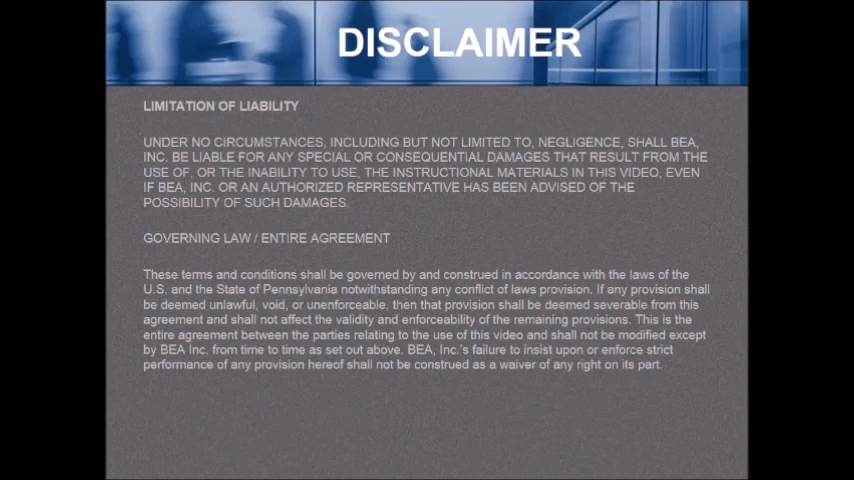 DISCLAIMER
LIMITATION OF LIABILITY
UNDER NO CIRCUMSTANCES, INCLUDING BUT NOT LIMITED TO, NEGLIGENCE, SHALL BEA,
INC. BE LIABLE FOR ANY SPECIAL OR CONSEQUENTIAL DAMAGES THAT RESULT FROM THE
USE OF, OR THE INABILITY TO USE, THE INSTRUCTIONAL MATERIALS IN THIS VIDEO, EVEN
IF BEA, INC. OR AN AUTHORIZED REPRESENTATIVE HAS BEEN ADVISED OF THE
POSSIBILITY OF SUCH DAMAGES.
GOVERNING LAW / ENTIRE AGREEMENT
These terms and conditions shall be governed by and construed in accordance with the laws of the
U.S. and the State of Pennsylvania notwithstanding any conflict of laws provision. If any provision shall
be deemed unlawful, void, or unenforceable, then that provision shall be deemed severable from this
agreement and shall not affect the validity and enforceability of the remaining provisions. This is the
entire agreement between the parties relating to the use of this video and shall not be modified except
by BEA Inc. from time to time as set out above. BEA, Inc.'s failure to insist upon or enforce strict
performance of any provision hereof shall not be construed as a waiver of any right on its part.